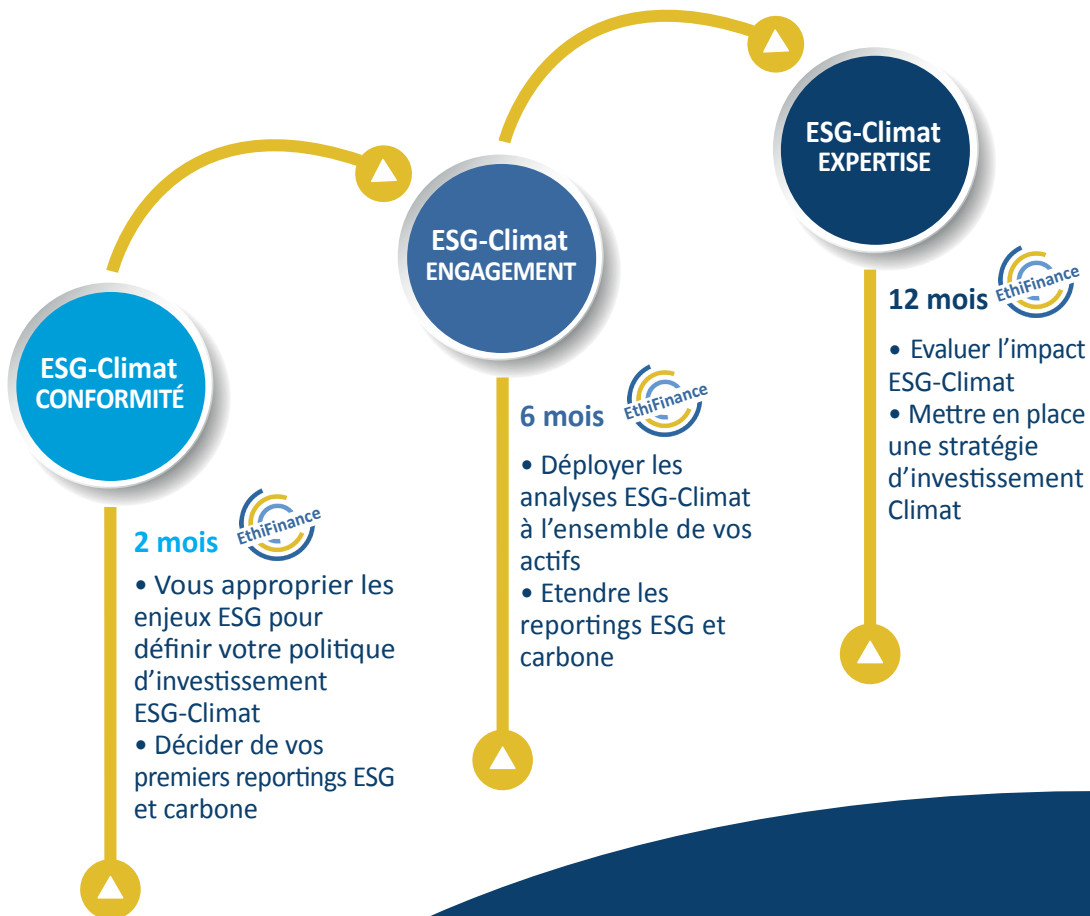 ESG-Climat
CONFORMITÉ
2 mois
EthiFinance
• Vous approprier les
enjeux ESG pour
définir votre politique
d’investissement
ESG-Climat
• Décider de vos
premiers reportings ESG
et carbone
ESG-Climat
ENGAGEMENT
6 mois
EthiFinance
• Déployer les
analyses ESG-Climat
à l’ensemble de vos
actifs
• Etendre les
reportings ESG et
carbone
ESG-Climat
EXPERTISE
12 mois
EthiFinance
• Evaluer l’impact
ESG-Climat
• Mettre en place
une stratégie
d’investissement
Climat